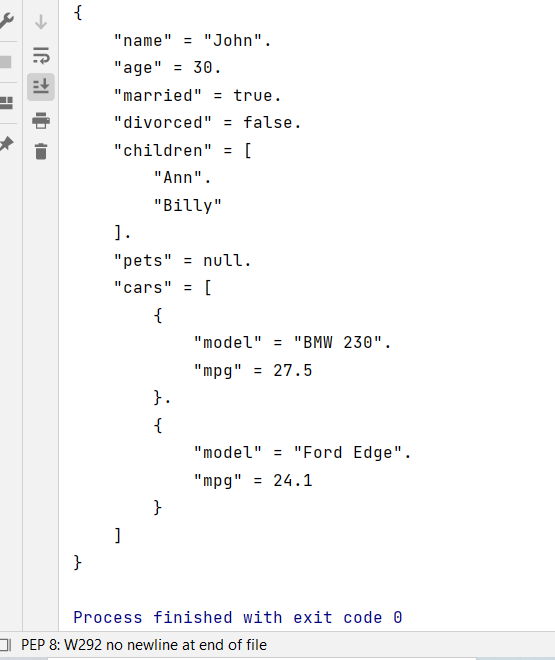 {
    "name" = "John".
    "age" = 30.
    "married" = true.
    "divorced" = false.
    "children" = [
        "Ann".
        "Billy"
    ].
    "pets" = null.
    "cars" = [
        {
            "model" = "BMW 230".
            "mpg" = 27.5
        }.
        {
            "model" = "Ford Edge".
            "mpg" = 24.1
        }
    ]
}
Process finished with exit code 0
PEP 8: W292 no newline at end of file